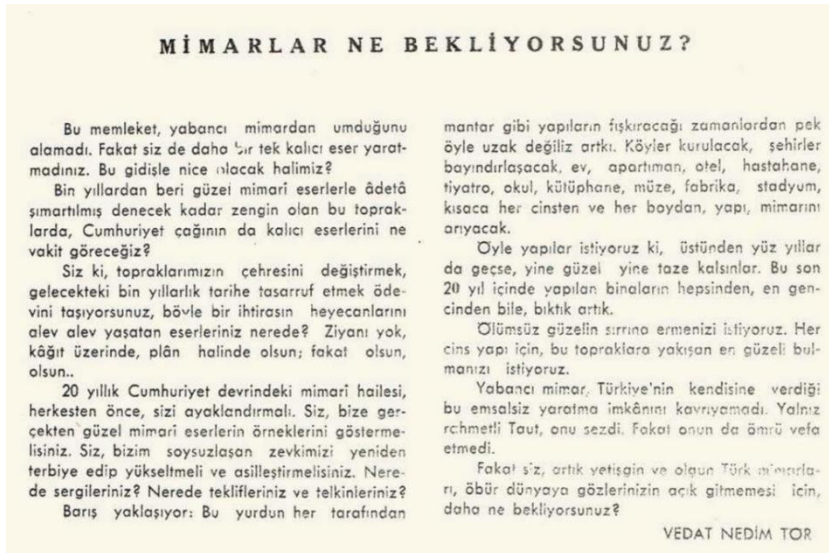 MİMARLAR NE BEKLİYORSUNUZ?
Bu memleket, yabancı mimardan umduğunu
alamadı. Fakat siz de daha bir tek kalıcı eser yarat-
madınız. Bu gidişle nice olacak halimiz?
Bin yıllardan beri güzel mimarî eserlerle âdetâ
şımartılmış denecek kadar zengin olan bu toprak-
larda, Cumhuriyet çağının da kalıcı eserlerini ne
vakit göreceğiz?
Siz ki, topraklarımızın çehresini değiştirmek,
gelecekteki bin yıllarlık tarihe tasarruf etmek öde-
vini taşıyorsunuz, böyle bir ihtirasın heyecanlarını
alev alev yaşatan eserleriniz nerede? Ziyanı yok,
kâğıt üzerinde, plân halinde olsun; fakat olsun,
olsun..
20 yıllık Cumhuriyet devrindeki mimarî hailesi,
herkesten önce, sizi ayaklandırmalı. Siz, bize ger-
çekten güzel mimarî eserlerin örneklerini gösterme-
lisiniz. Siz, bizim soysuzlaşan zevkimizi yeniden
terbiye edip yükseltmeli ve asilleştirmelisiniz. Nere-
de sergileriniz? Nerede teklifleriniz ve telkinleriniz?
Barış yaklaşıyor: Bu yurdun her tarafından
mantar gibi yapıların fışkıracağı zamanlardan pek
öyle uzak değiliz artkı. Köyler kurulacak, şehirler
bayındırlaşacak, ev, apartıman, otel, hastahane,
tiyatro, okul, kütüphane, müze, fabrika, stadyum,
kısaca her cinsten ve her boydan, yapı, mimarını
arıyacak.
Öyle yapılar istiyoruz ki, üstünden yüz yıllar
da geçse, yine güzel yine taze kalsınlar. Bu son
20 yıl içinde yapılan binaların hepsinden, en gen-
cinden bile, bıktık artık.
Ölümsüz güzelin sırrına ermenizi istiyoruz. Her
cins yapı için, bu topraklara yakışan en güzeli bul-
manızı istiyoruz.
Yabancı mimar, Türkiye'nin kendisine verdiği
bu emsalsiz yaratma imkânını kavrıyamadı. Yalnız
rahmetli Taut, onu sezdi. Fakat onun da ömrü vefa
etmedi.
Fakat siz, artık yetişgin ve olgun Türk mimarla-
rı, öbür dünyaya gözlerinizin açık gitmemesi için,
daha ne bekliyorsunuz?
VEDAT NEDİM TOR